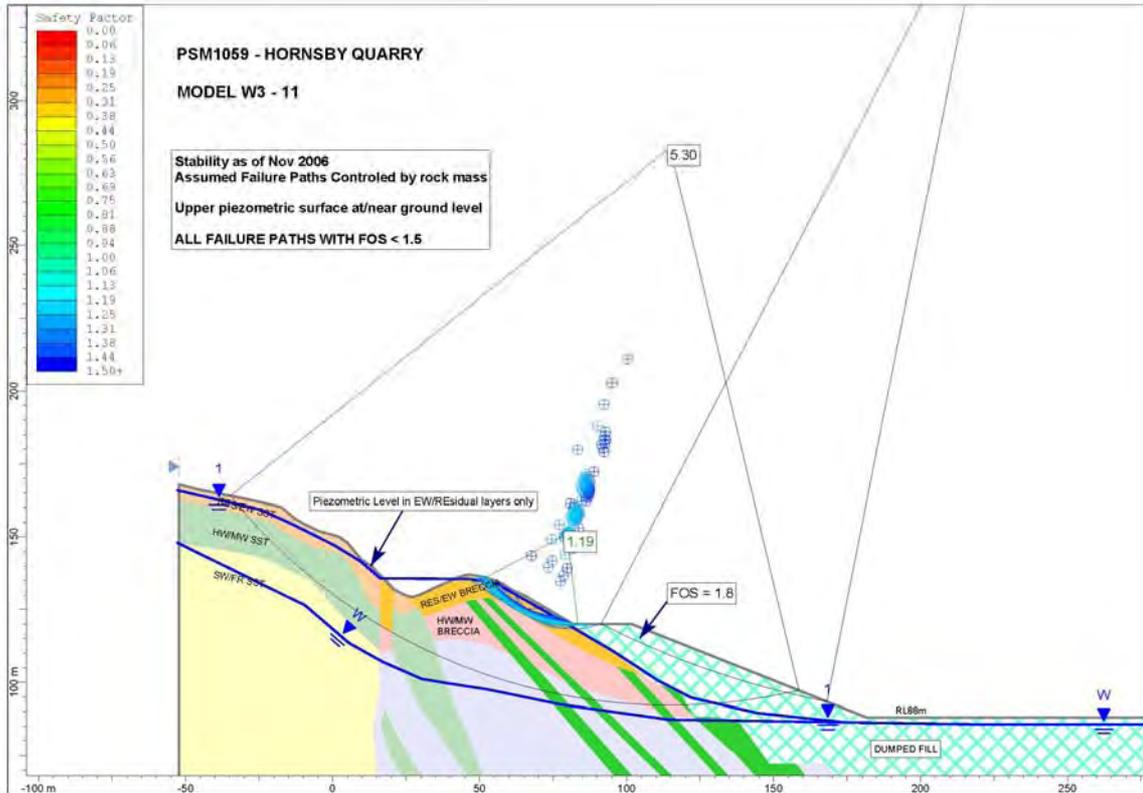 Safety Factor
0.00
0.06
0.13
0.19
0.25
0.31
0.38
0.44
0.50
0.56
0.63
0.69
0.75
0.81
0.88
0.94
1.00
1.06
1.13
1.19
1.25
1.31
1.38
1.44
1.50+
PSM1059 - HORNSBY QUARRY
MODEL W3 - 11
Stability as of Nov 2006
Assumed Failure Paths Controled by rock mass
Upper piezometric surface at/near ground level
ALL FAILURE PATHS WITH FOS < 1.5
5.30
300
250
200
150
100 m
1
Piezometric Level in EW/REsidual layers only
RES/EW SST
HW/MW SST
SW/FR SST
W
1.19
RES/EW BRECCIA
HW/MW
BRECCIA
FOS = 1.8
1
RL88m
W
DUMPED FILL
-100 m
-50
0
50
100
150
200
250